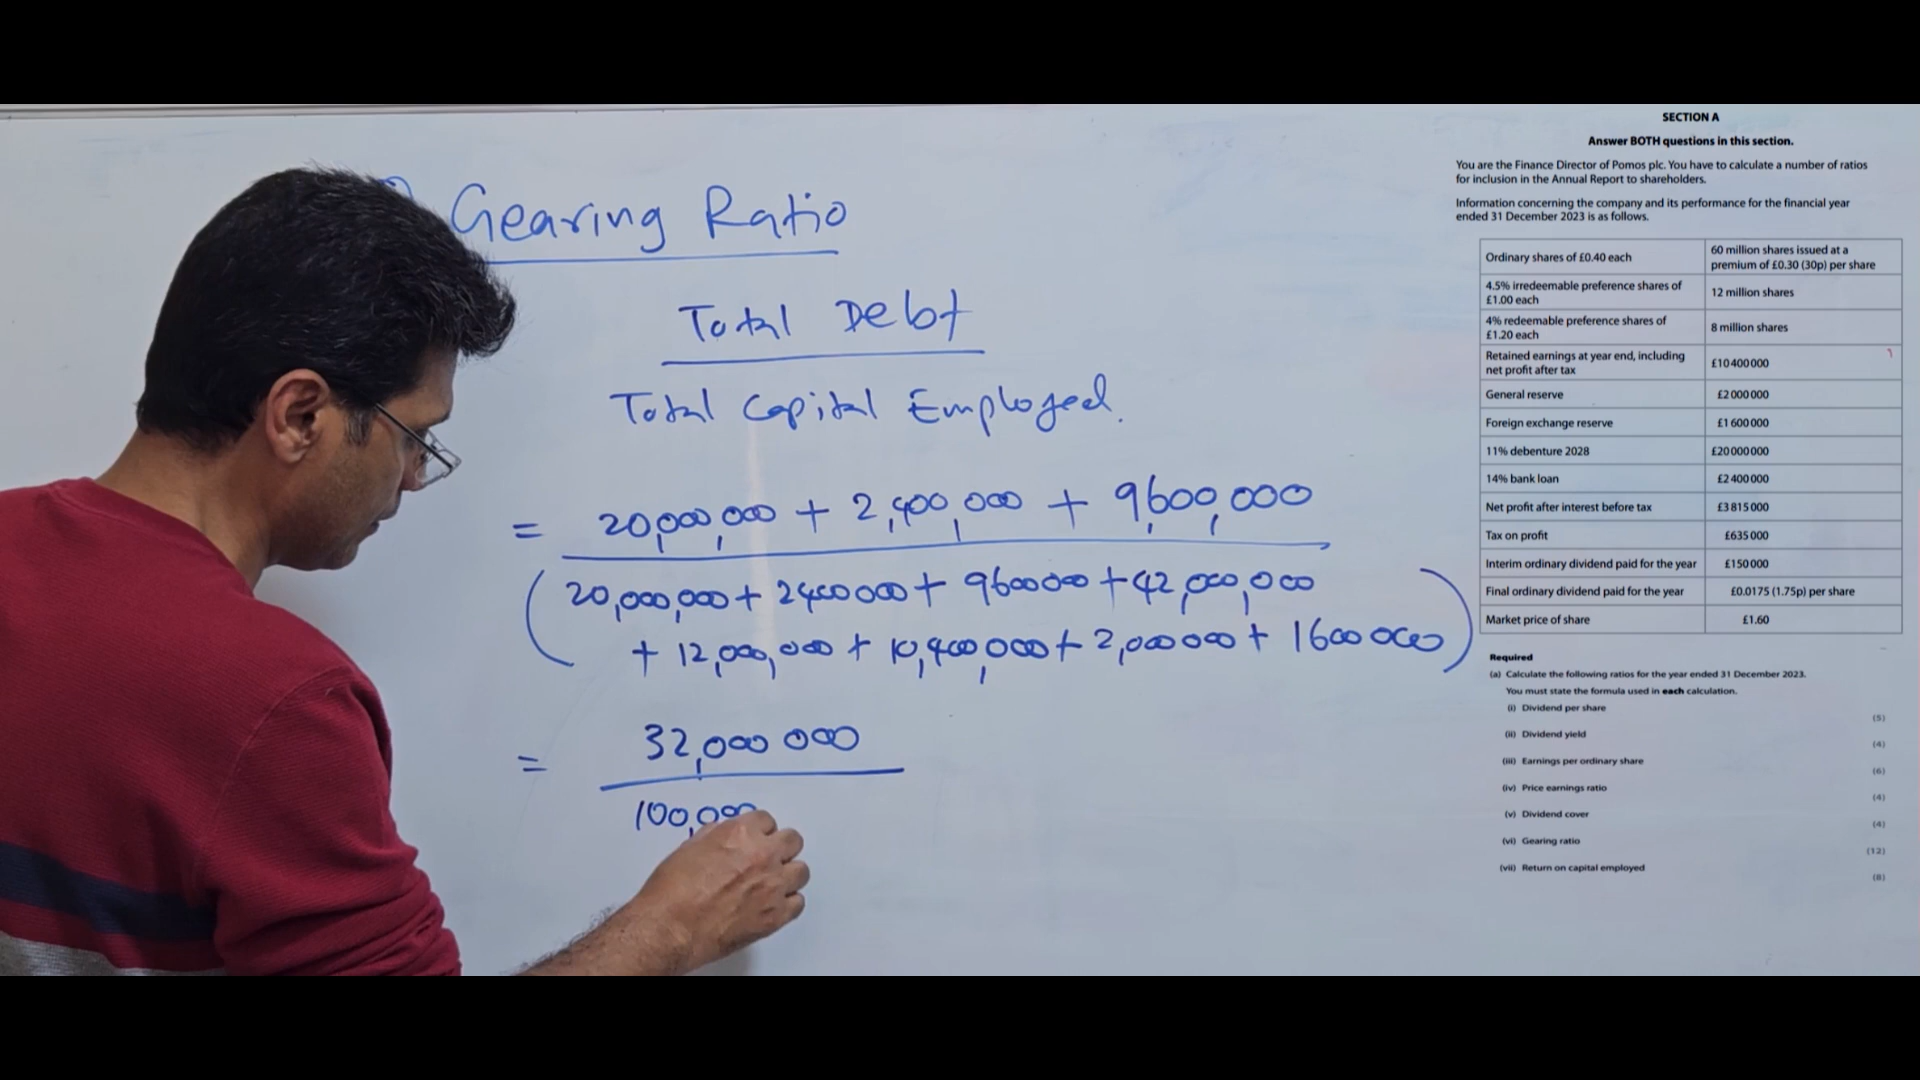 Gearing Ratio
Total Debt
Total Capital Employed.
= 20,000,000 + 2,400,000 + 9,600,000
( 20,000,000 + 2400000 + 9600000 + 42,000,000
+ 12,000,000 + 10,400,000 + 2,000000 + 1600000 )
= 32,000 000
100,000
SECTION A
Answer BOTH questions in this section.
You are the Finance Director of Pomos plc. You have to calculate a number of ratios
for inclusion in the Annual Report to shareholders.
Information concerning the company and its performance for the financial year
ended 31 December 2023 is as follows.
Ordinary shares of £0.40 each 60 million shares issued at a
premium of £0.30 (30p) per share
4.5% irredeemable preference shares of
£1.00 each 12 million shares
4% redeemable preference shares of
£1.20 each 8 million shares
Retained earnings at year end, including
net profit after tax £10400000
General reserve £2000000
Foreign exchange reserve £1600000
11% debenture 2028 £20000000
14% bank loan £2400000
Net profit after interest before tax £3815000
Tax on profit £635000
Interim ordinary dividend paid for the year £150000
Final ordinary dividend paid for the year £0.0175 (1.75p) per share
Market price of share £1.60
Required
(a) Calculate the following ratios for the year ended 31 December 2023.
You must state the formula used in each calculation.
(i) Dividend per share
(5)
(ii) Dividend yield
(4)
(iii) Earnings per ordinary share
(6)
(iv) Price earnings ratio
(4)
(v) Dividend cover
(4)
(vi) Gearing ratio
(12)
(vii) Return on capital employed
(8)